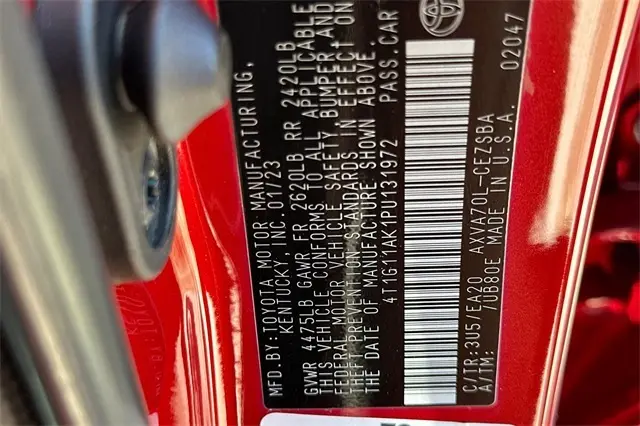 MFD. BY:TOYOTA MOTOR MANUFACTURING,
KENTUCKY, INC. 01/23
GVWR 4475LB GAWR FR 2620LB RR 2420LB
THIS VEHICLE CONFORMS TO ALL APPLICABLE
FEDERAL MOTOR VEHICLE SAFETY, BUMPER, AND
THEFT PREVENTION STANDARDS IN EFFECT ON
THE DATE OF MANUFACTURE SHOWN ABOVE.
4T1G11AK1PU131972 PASS.CAR
C/TR:3U5/EA20 AXVA70L-CEZSBA
A/TM: /UB80E MADE IN U.S.A.
02047